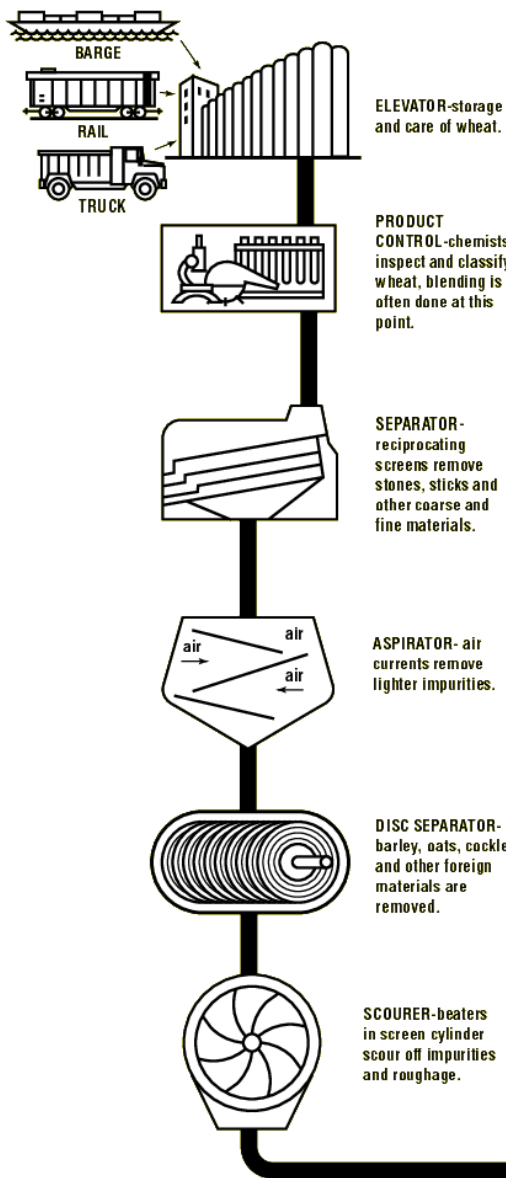 BARGE
RAIL
TRUCK
ELEVATOR-storage
and care of wheat.
PRODUCT
CONTROL-chemists
inspect and classify
wheat, blending is
often done at this
point.
SEPARATOR-
reciprocating
screens remove
stones, sticks and
other coarse and
fine materials.
air
air
air
ASPIRATOR- air
currents remove
lighter impurities.
DISC SEPARATOR-
barley, oats, cockle
and other foreign
materials are
removed.
SCOURER-beaters
in screen cylinder
scour off impurities
and roughage.